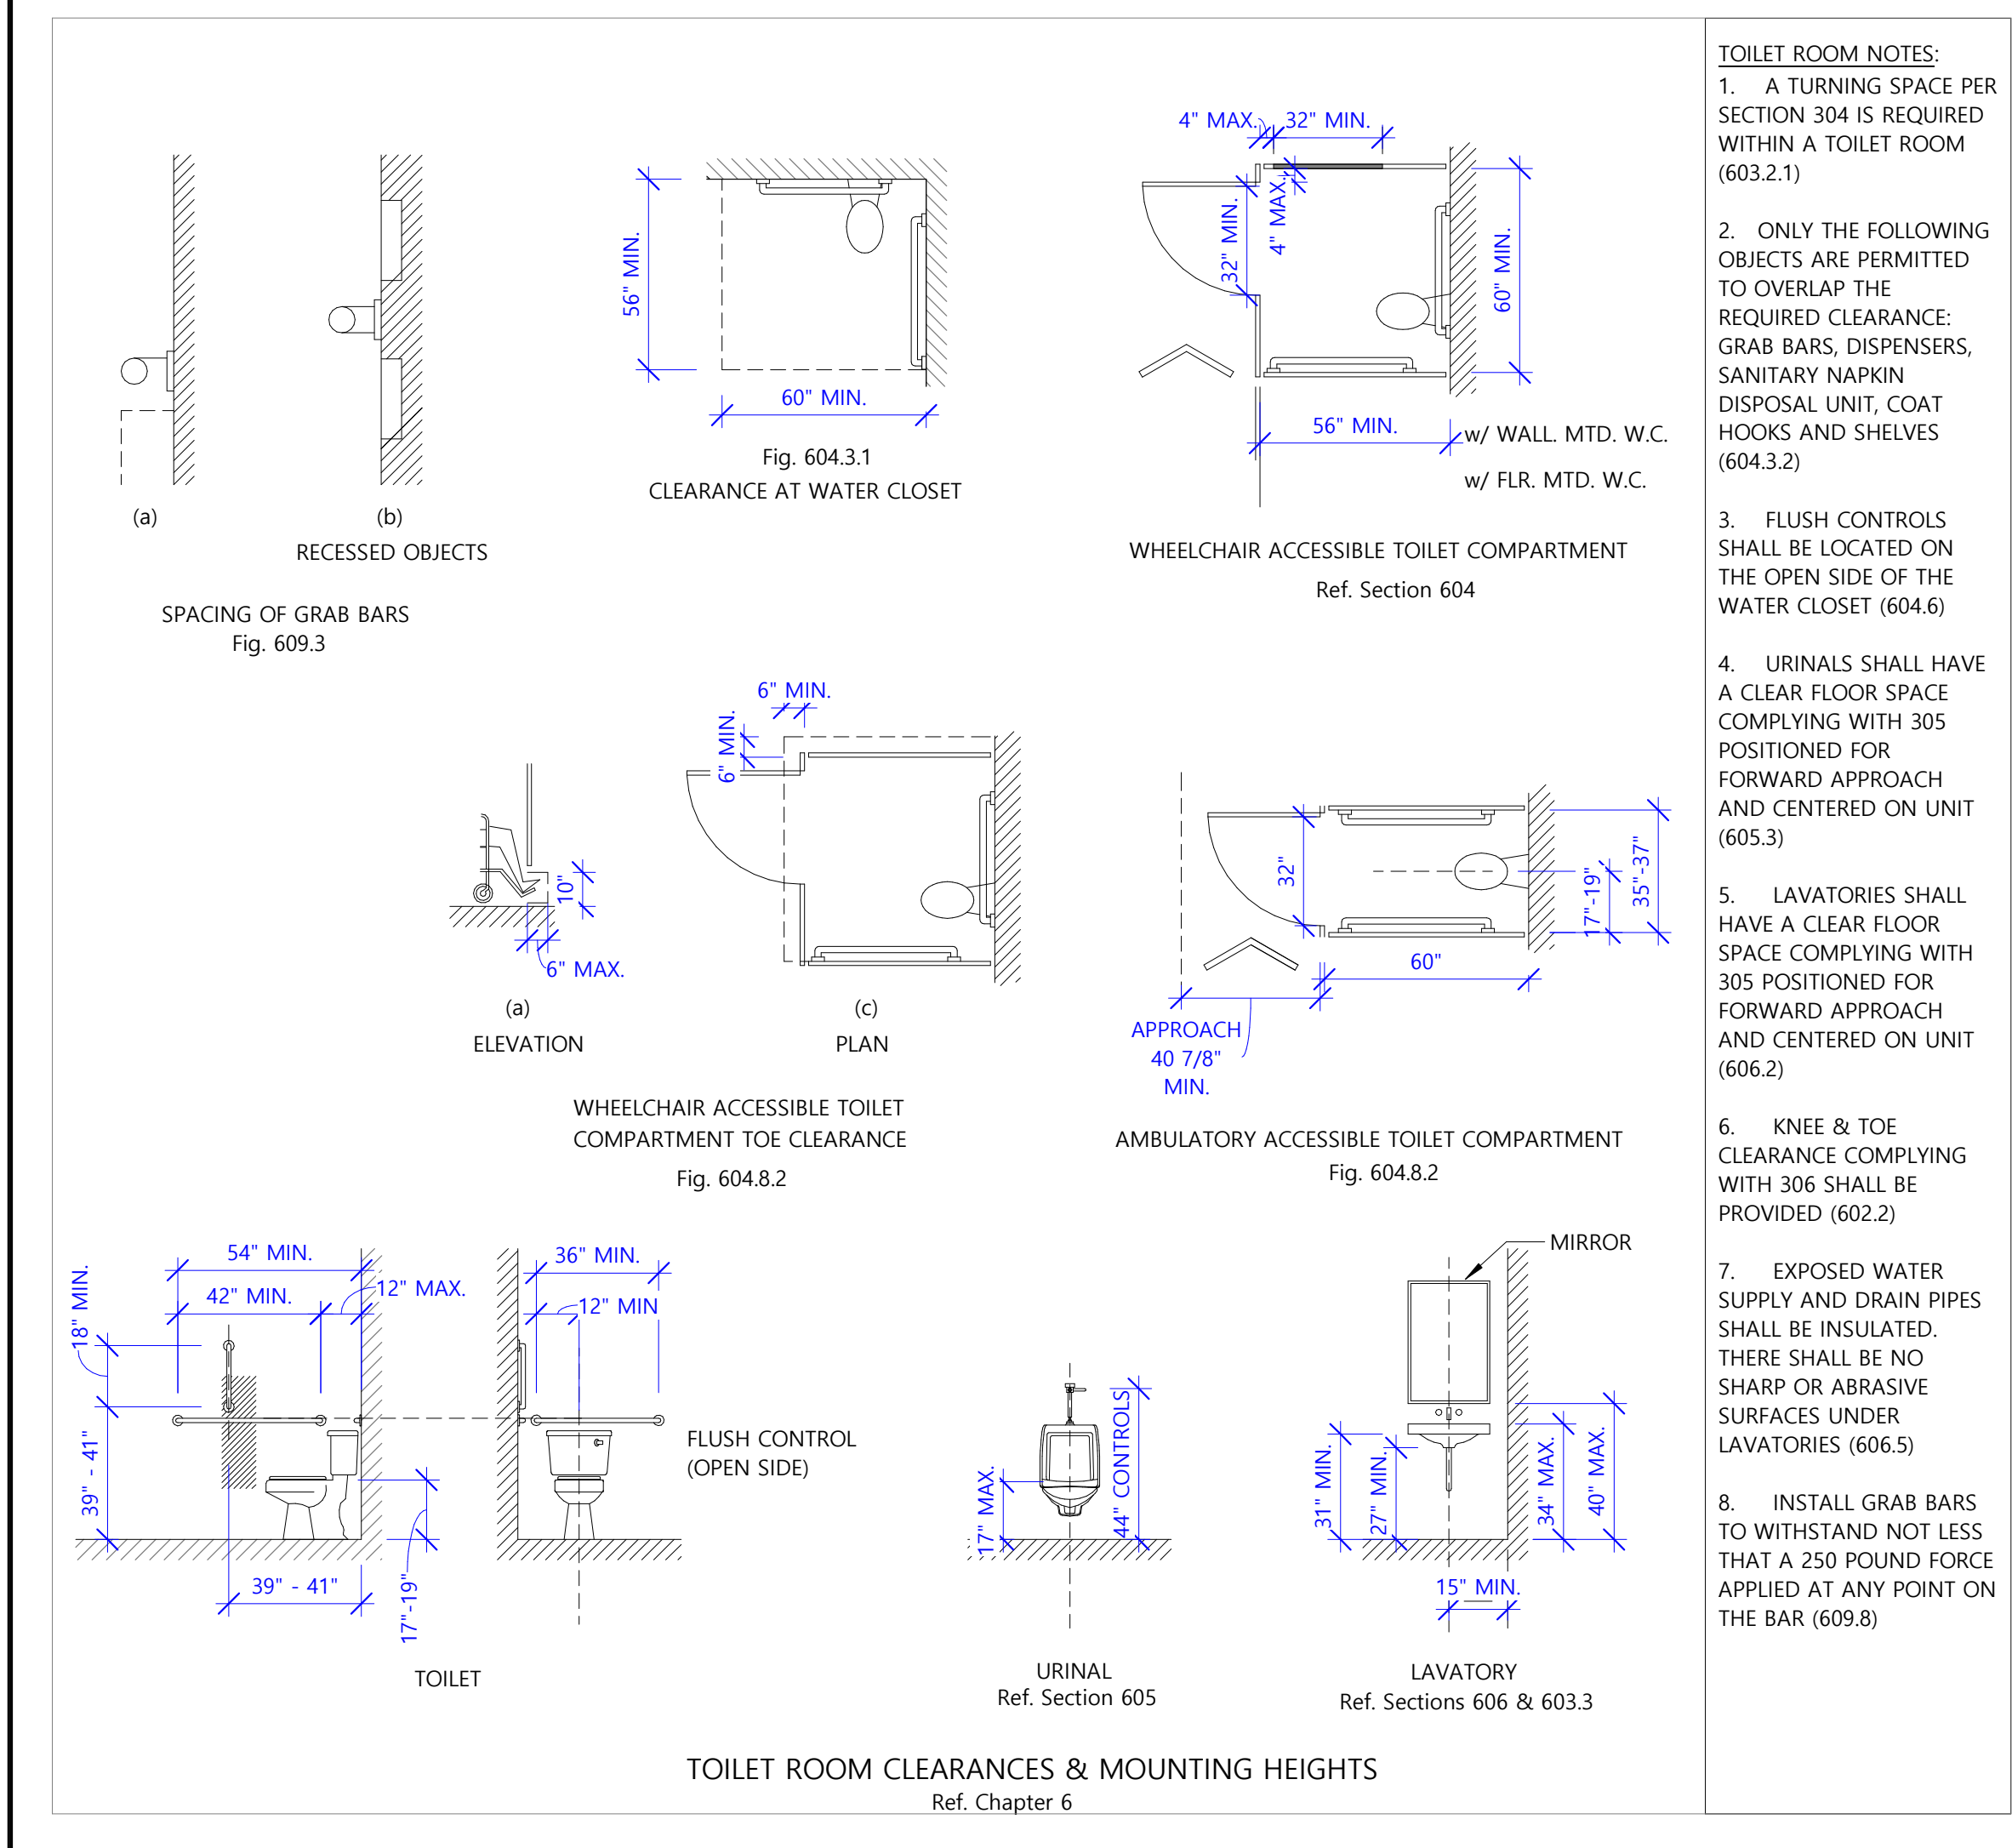 4" MAX.
32" MIN.
32" MIN.
4" MAX.
60" MIN.
56" MIN.
w/ WALL. MTD. W.C.
w/ FLR. MTD. W.C.
WHEELCHAIR ACCESSIBLE TOILET COMPARTMENT
Ref. Section 604
56" MIN.
60" MIN.
Fig. 604.3.1
CLEARANCE AT WATER CLOSET
(a)
(b)
RECESSED OBJECTS
SPACING OF GRAB BARS
Fig. 609.3
6" MIN.
6" MIN.
10"
6" MAX.
(a)
ELEVATION
(c)
PLAN
WHEELCHAIR ACCESSIBLE TOILET
COMPARTMENT TOE CLEARANCE
Fig. 604.8.2
32"
60"
17"-19"
35"-37"
APPROACH
40 7/8"
MIN.
AMBULATORY ACCESSIBLE TOILET COMPARTMENT
Fig. 604.8.2
54" MIN.
42" MIN.
12" MAX.
18" MIN.
39" - 41"
39" - 41"
17"-19"
36" MIN.
12" MIN
FLUSH CONTROL
(OPEN SIDE)
TOILET
17" MAX.
44" CONTROLS
URINAL
Ref. Section 605
MIRROR
31" MIN.
27" MIN.
34" MAX.
40" MAX.
15" MIN.
LAVATORY
Ref. Sections 606 & 603.3
TOILET ROOM CLEARANCES & MOUNTING HEIGHTS
Ref. Chapter 6
TOILET ROOM NOTES:
1. A TURNING SPACE PER
SECTION 304 IS REQUIRED
WITHIN A TOILET ROOM
(603.2.1)
2. ONLY THE FOLLOWING
OBJECTS ARE PERMITTED
TO OVERLAP THE
REQUIRED CLEARANCE:
GRAB BARS, DISPENSERS,
SANITARY NAPKIN
DISPOSAL UNIT, COAT
HOOKS AND SHELVES
(604.3.2)
3. FLUSH CONTROLS
SHALL BE LOCATED ON
THE OPEN SIDE OF THE
WATER CLOSET (604.6)
4. URINALS SHALL HAVE
A CLEAR FLOOR SPACE
COMPLYING WITH 305
POSITIONED FOR
FORWARD APPROACH
AND CENTERED ON UNIT
(605.3)
5. LAVATORIES SHALL
HAVE A CLEAR FLOOR
SPACE COMPLYING WITH
305 POSITIONED FOR
FORWARD APPROACH
AND CENTERED ON UNIT
(606.2)
6. KNEE & TOE
CLEARANCE COMPLYING
WITH 306 SHALL BE
PROVIDED (602.2)
7. EXPOSED WATER
SUPPLY AND DRAIN PIPES
SHALL BE INSULATED.
THERE SHALL BE NO
SHARP OR ABRASIVE
SURFACES UNDER
LAVATORIES (606.5)
8. INSTALL GRAB BARS
TO WITHSTAND NOT LESS
THAT A 250 POUND FORCE
APPLIED AT ANY POINT ON
THE BAR (609.8)